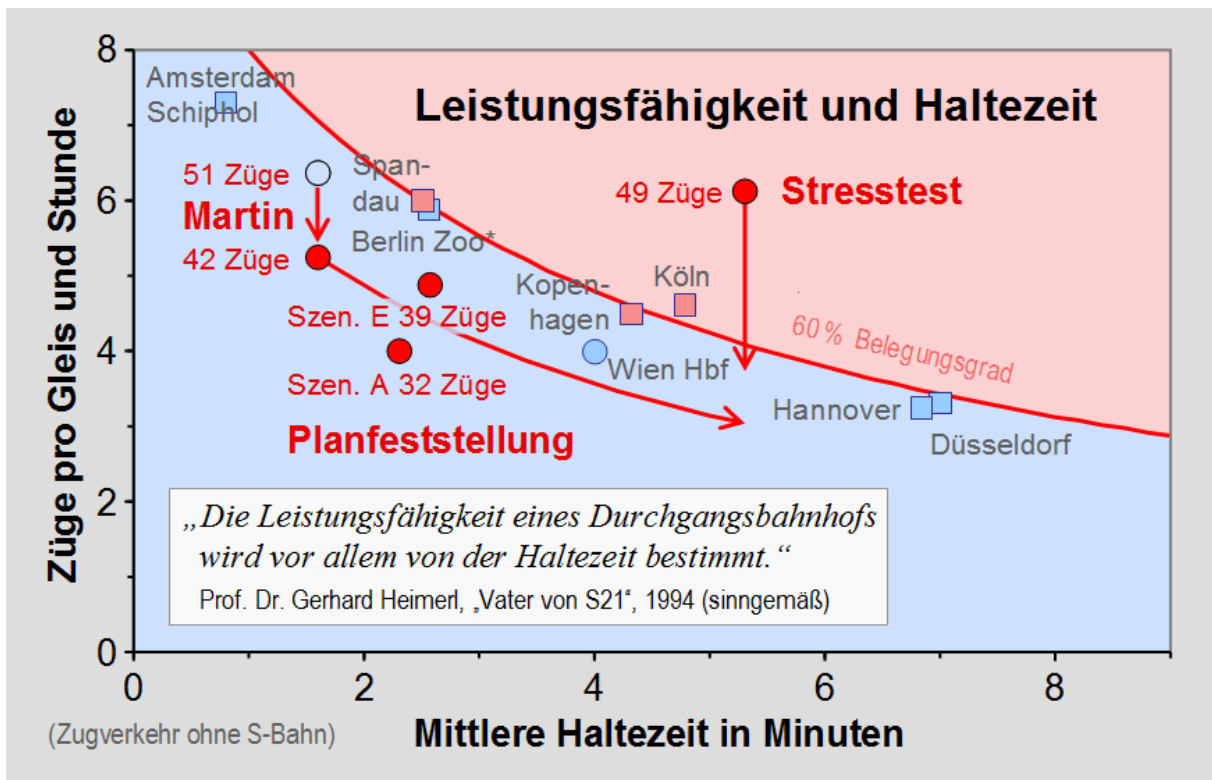 Leistungsfähigkeit und Haltezeit
Züge pro Gleis und Stunde
8
6
4
2
0
Amsterdam
Schiphol
51 Züge
Martin
42 Züge
Span-
dau
Berlin Zoo*
49 Züge
Stresstest
Szen. E 39 Züge
Kopen-
hagen
Köln
60 % Belegungsgrad
Szen. A 32 Züge
Wien Hbf
Planfeststellung
Hannover
Düsseldorf
„Die Leistungsfähigkeit eines Durchgangsbahnhofs
wird vor allem von der Haltezeit bestimmt.“
Prof. Dr. Gerhard Heimerl, „Vater von S21“, 1994 (sinngemäß)
0 2 4 6 8
(Zugverkehr ohne S-Bahn)
Mittlere Haltezeit in Minuten